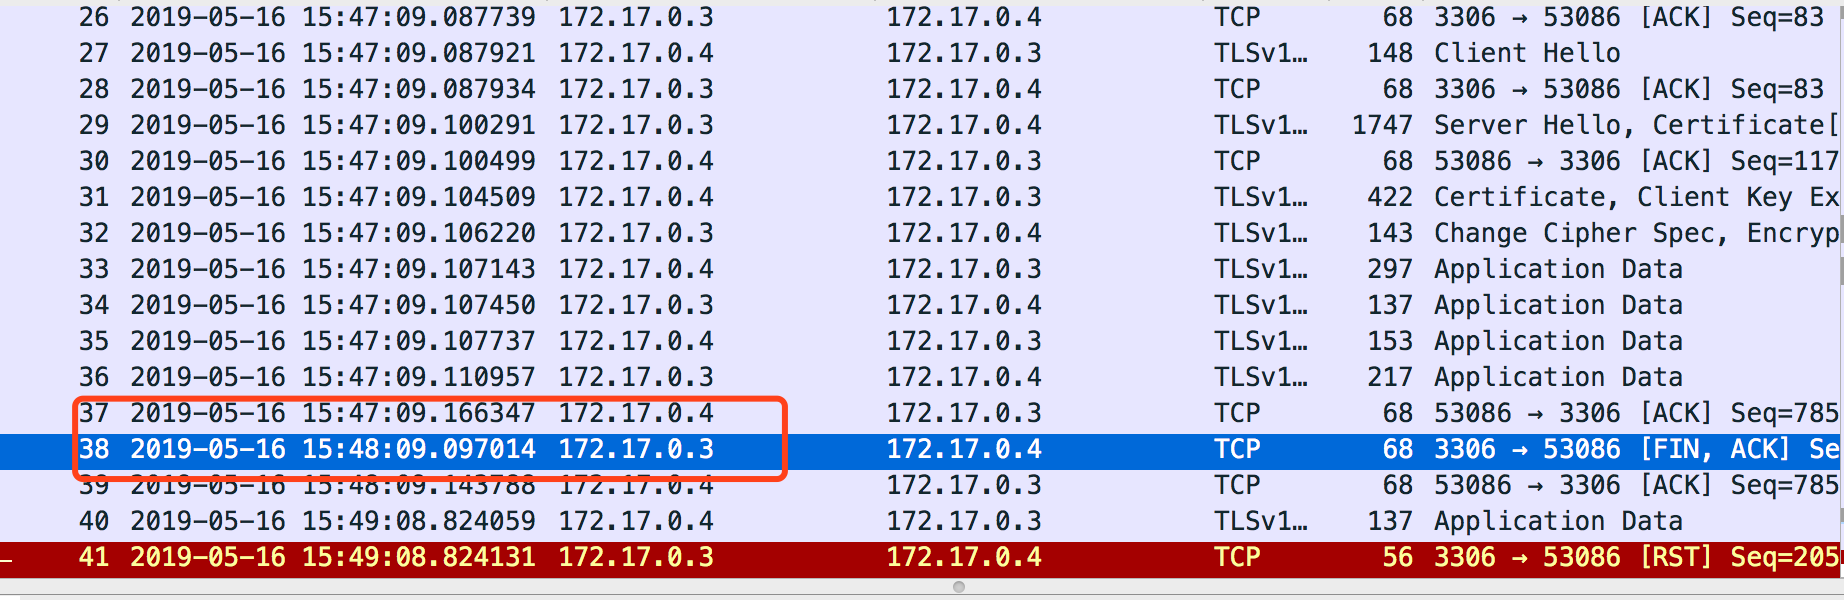 26 2019-05-16 15:47:09.087739 172.17.0.3 172.17.0.4 TCP 68 3306 → 53086 [ACK] Seq=83
27 2019-05-16 15:47:09.087921 172.17.0.4 172.17.0.3 TLSv1… 148 Client Hello
28 2019-05-16 15:47:09.087934 172.17.0.3 172.17.0.4 TCP 68 3306 → 53086 [ACK] Seq=83
29 2019-05-16 15:47:09.100291 172.17.0.3 172.17.0.4 TLSv1… 1747 Server Hello, Certificate[
30 2019-05-16 15:47:09.100499 172.17.0.4 172.17.0.3 TCP 68 53086 → 3306 [ACK] Seq=117
31 2019-05-16 15:47:09.104509 172.17.0.4 172.17.0.3 TLSv1… 422 Certificate, Client Key Ex
32 2019-05-16 15:47:09.106220 172.17.0.3 172.17.0.4 TLSv1… 143 Change Cipher Spec, Encryp
33 2019-05-16 15:47:09.107143 172.17.0.4 172.17.0.3 TLSv1… 297 Application Data
34 2019-05-16 15:47:09.107450 172.17.0.3 172.17.0.4 TLSv1… 137 Application Data
35 2019-05-16 15:47:09.107737 172.17.0.4 172.17.0.3 TLSv1… 153 Application Data
36 2019-05-16 15:47:09.110957 172.17.0.3 172.17.0.4 TLSv1… 217 Application Data
37 2019-05-16 15:47:09.166347 172.17.0.4 172.17.0.3 TCP 68 53086 → 3306 [ACK] Seq=785
38 2019-05-16 15:48:09.097014 172.17.0.3 172.17.0.4 TCP 68 3306 → 53086 [FIN, ACK] Se
39 2019-05-16 15:48:09.143788 172.17.0.4 172.17.0.3 TCP 68 53086 → 3306 [ACK] Seq=785
40 2019-05-16 15:49:08.824059 172.17.0.4 172.17.0.3 TLSv1… 137 Application Data
41 2019-05-16 15:49:08.824131 172.17.0.3 172.17.0.4 TCP 56 3306 → 53086 [RST] Seq=205